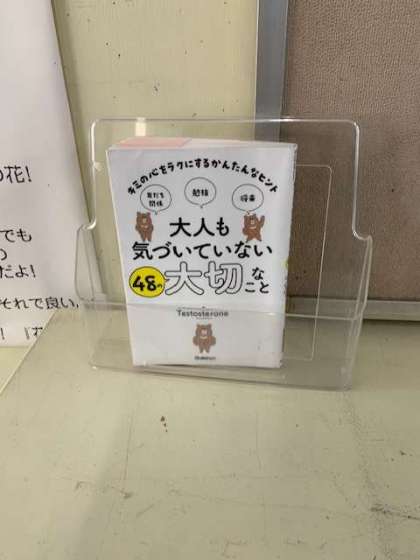 の花!
でも
の
だよ!
それで良い
!『花
キミの心をラクにするかんたんなヒント
友だち
関係
勉強
将来
大人も
気づいていない
48の大切なこと
Testosterone
Gakken